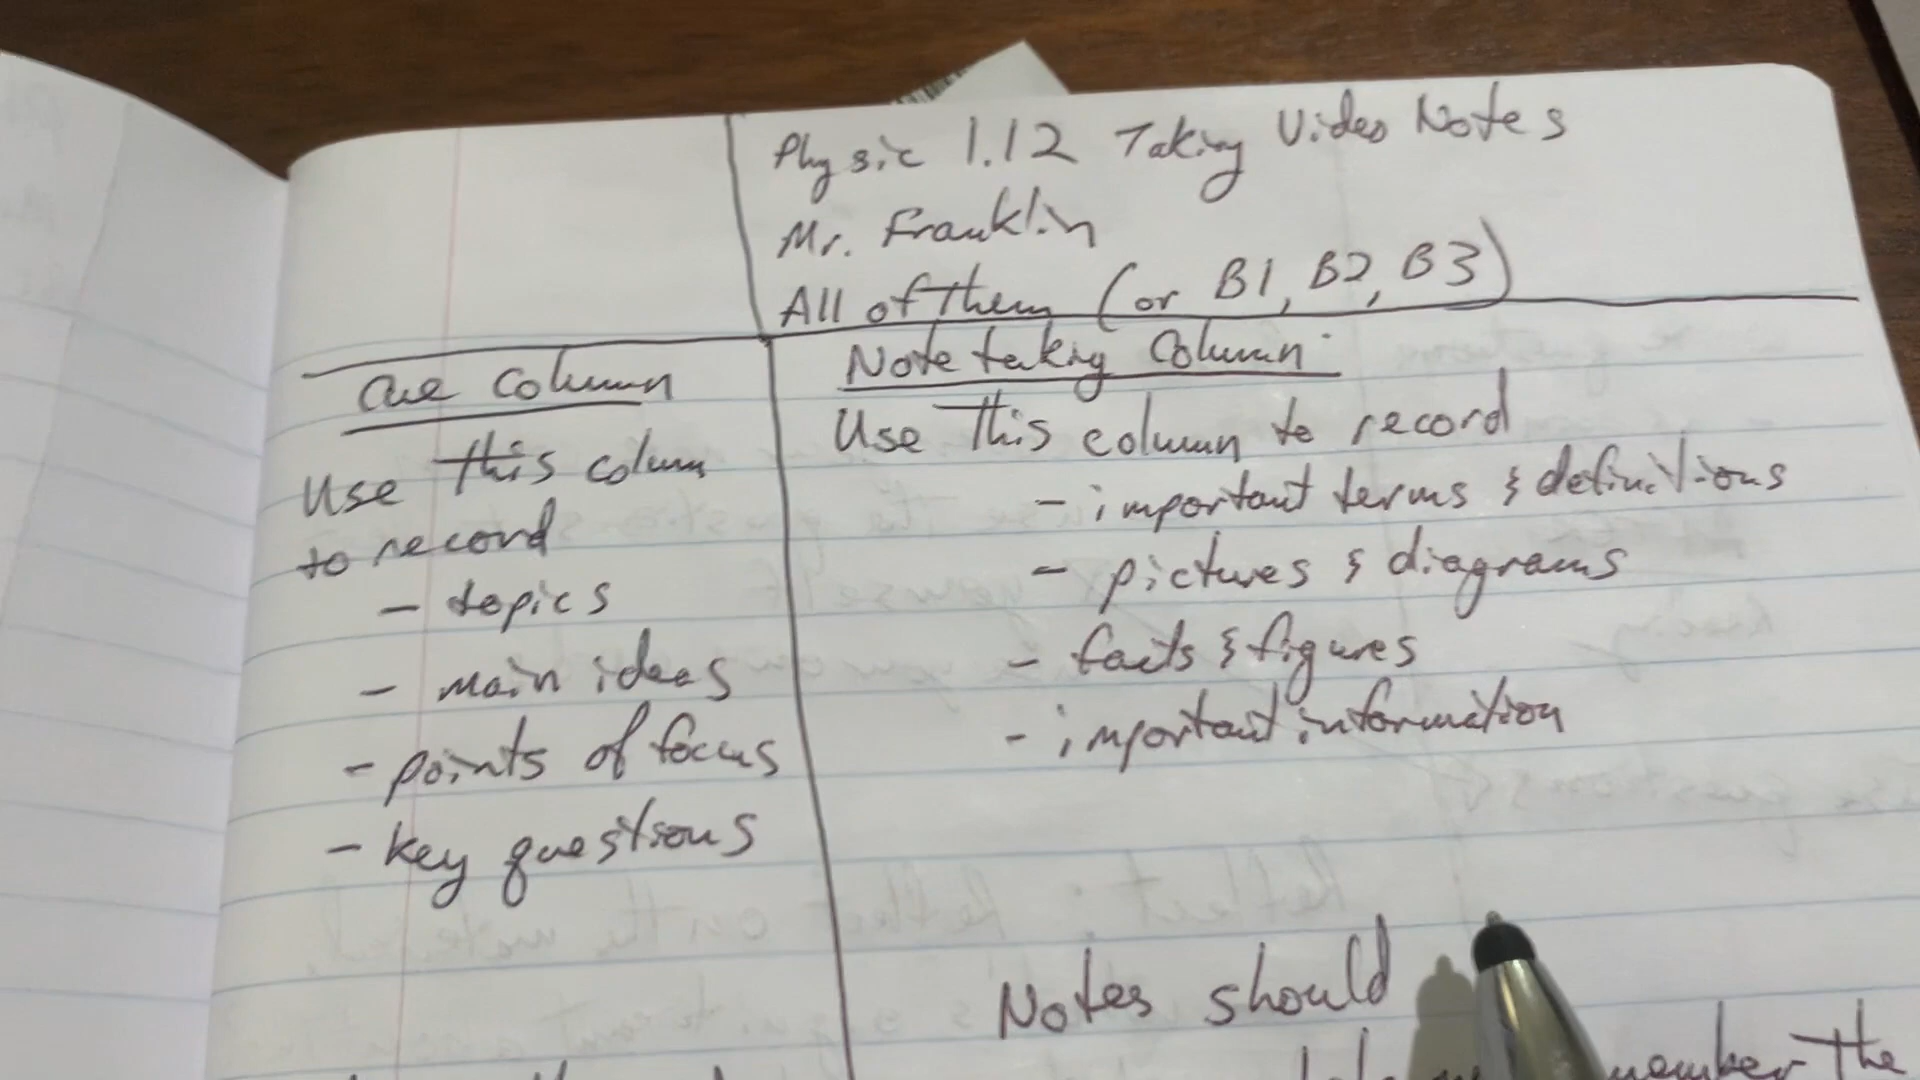 Physic 1.12 Taking Video Notes
Mr. Franklin
All of them (or B1, B2, B3)
Cue Column
Use this column
to record
- topics
- main ideas
- points of focus
- key questions
Note taking Column
Use this column to record
- important terms & definitions
- pictures & diagrams
- facts & figures
- important information
Notes should
the